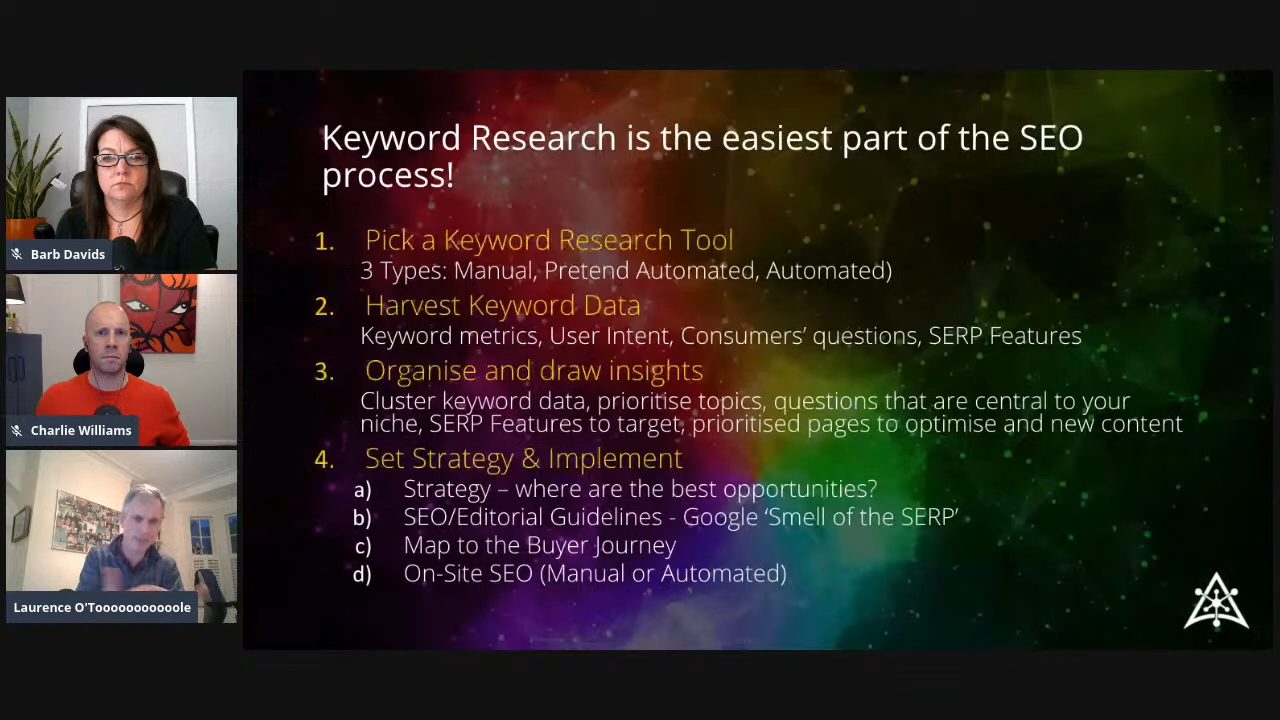 Barb Davids
Charlie Williams
Laurence O'Tooooooooooole
Keyword Research is the easiest part of the SEO
process!
1. Pick a Keyword Research Tool
3 Types: Manual, Pretend Automated, Automated)
2. Harvest Keyword Data
Keyword metrics, User Intent, Consumers’ questions, SERP Features
3. Organise and draw insights
Cluster keyword data, prioritise topics, questions that are central to your
niche, SERP Features to target, prioritised pages to optimise and new content
4. Set Strategy & Implement
a) Strategy – where are the best opportunities?
b) SEO/Editorial Guidelines - Google ‘Smell of the SERP’
c) Map to the Buyer Journey
d) On-Site SEO (Manual or Automated)